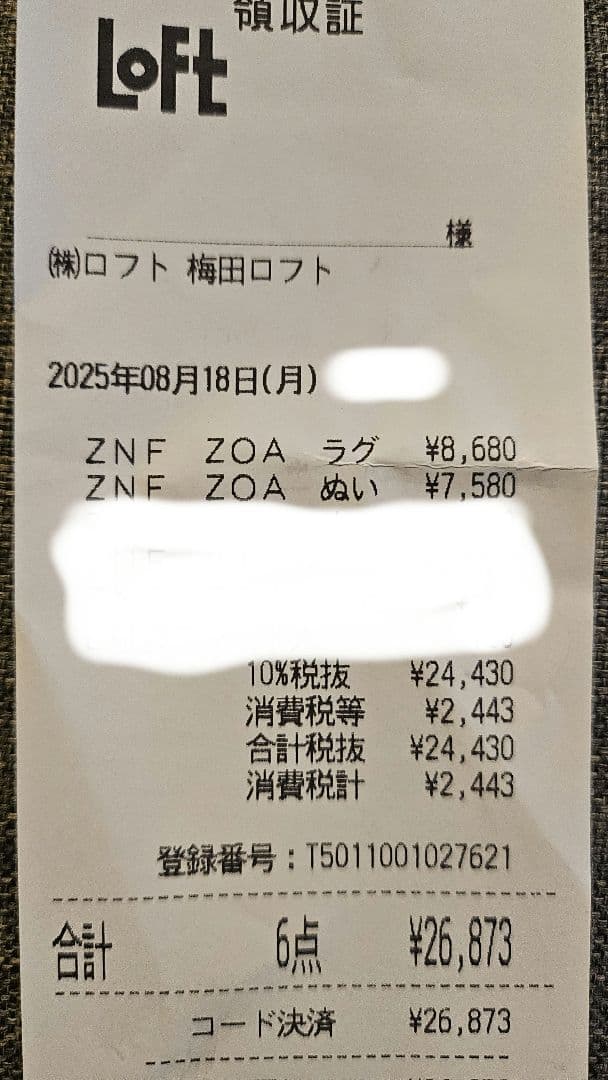 領収証
LOFT
様
㈱ロフト 梅田ロフト
2025年08月18日(月)
ZNF ZOA ラグ ¥8,680
ZNF ZOA ぬい ¥7,580
10%税抜 ¥24,430
消費税等 ¥2,443
合計税抜 ¥24,430
消費税計 ¥2,443
登録番号：T5011001027621
合計 6点 ¥26,873
コード決済 ¥26,873